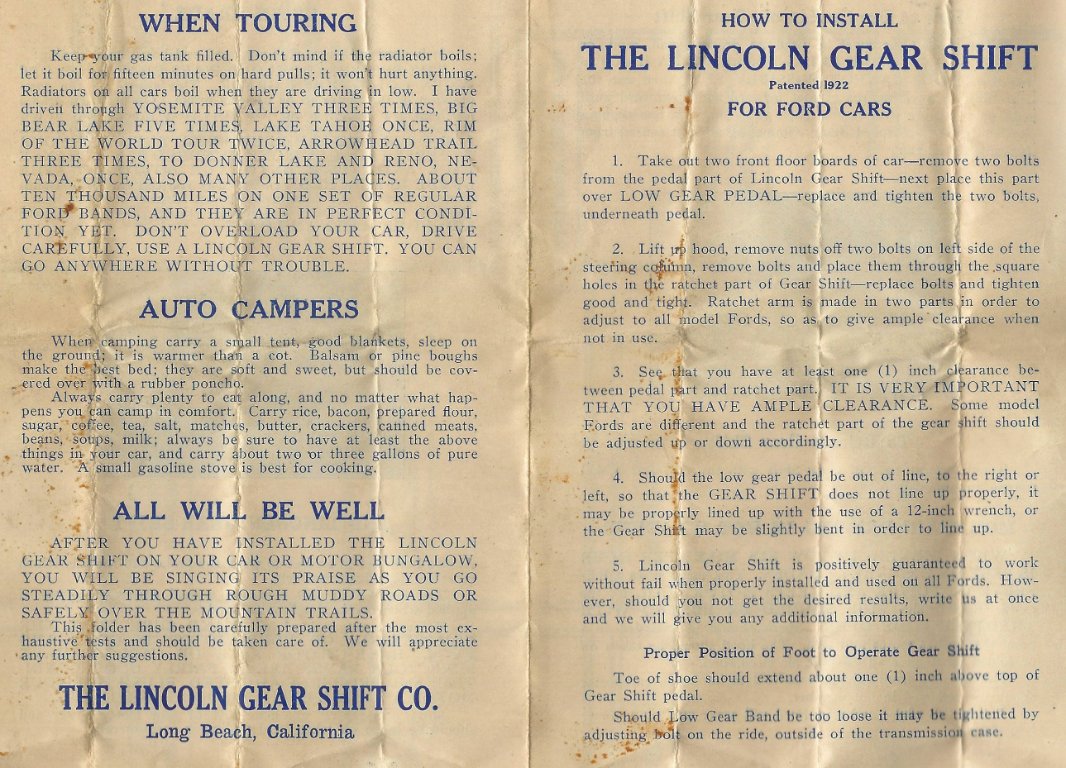 WHEN TOURING
Keep your gas tank filled. Don't mind if the radiator boils;
let it boil for fifteen minutes on hard pulls; it won't hurt anything.
Radiators on all cars boil when they are driving in low. I have
driven through YOSEMITE VALLEY THREE TIMES, BIG
BEAR LAKE FIVE TIMES, LAKE TAHOE ONCE, RIM
OF THE WORLD TOUR TWICE, ARROWHEAD TRAIL
THREE TIMES, TO DONNER LAKE AND RENO, NE-
VADA, ONCE, ALSO MANY OTHER PLACES. ABOUT
TEN THOUSAND MILES ON ONE SET OF REGULAR
FORD BANDS, AND THEY ARE IN PERFECT CONDI-
TION YET. DON'T OVERLOAD YOUR CAR, DRIVE
CAREFULLY, USE A LINCOLN GEAR SHIFT. YOU CAN
GO ANYWHERE WITHOUT TROUBLE.
AUTO CAMPERS
When camping carry a small tent, good blankets, sleep on
the ground; it is warmer than a cot. Balsam or pine boughs
make the best bed; they are soft and sweet, but should be cov-
ered over with a rubber poncho.
Always carry plenty to eat along, and no matter what hap-
pens you can camp in comfort. Carry rice, bacon, prepared flour,
sugar, coffee, tea, salt, matches, butter, crackers, canned meats,
beans, soups, milk; always be sure to have at least the above
things in your car, and carry about two or three gallons of pure
water. A small gasoline stove is best for cooking.
ALL WILL BE WELL
AFTER YOU HAVE INSTALLED THE LINCOLN
GEAR SHIFT ON YOUR CAR OR MOTOR BUNGALOW,
YOU WILL BE SINGING ITS PRAISE AS YOU GO
STEADILY THROUGH ROUGH MUDDY ROADS OR
SAFELY OVER THE MOUNTAIN TRAILS.
This folder has been carefully prepared after the most ex-
haustive tests and should be taken care of. We will appreciate
any further suggestions.
THE LINCOLN GEAR SHIFT CO.
Long Beach, California
HOW TO INSTALL
THE LINCOLN GEAR SHIFT
Patented 1922
FOR FORD CARS
1. Take out two front floor boards of car—remove two bolts
from the pedal part of Lincoln Gear Shift—next place this part
over LOW GEAR PEDAL—replace and tighten the two bolts,
underneath pedal.
2. Lift up hood, remove nuts off two bolts on left side of the
steering column, remove bolts and place them through the square
holes in the ratchet part of Gear Shift—replace bolts and tighten
good and tight. Ratchet arm is made in two parts in order to
adjust to all model Fords, so as to give ample clearance when
not in use.
3. See that you have at least one (1) inch clearance be-
tween pedal part and ratchet part. IT IS VERY IMPORTANT
THAT YOU HAVE AMPLE CLEARANCE. Some model
Fords are different and the ratchet part of the gear shift should
be adjusted up or down accordingly.
4. Should the low gear pedal be out of line, to the right or
left, so that the GEAR SHIFT does not line up properly, it
may be properly lined up with the use of a 12-inch wrench, or
the Gear Shift may be slightly bent in order to line up.
5. Lincoln Gear Shift is positively guaranteed to work
without fail when properly installed and used on all Fords. How-
ever, should you not get the desired results, write us at once
and we will give you any additional information.
Proper Position of Foot to Operate Gear Shift
Toe of shoe should extend about one (1) inch above top of
Gear Shift pedal.
Should Low Gear Band be too loose it may be tightened by
adjusting bolt on the ride, outside of the transmission case.